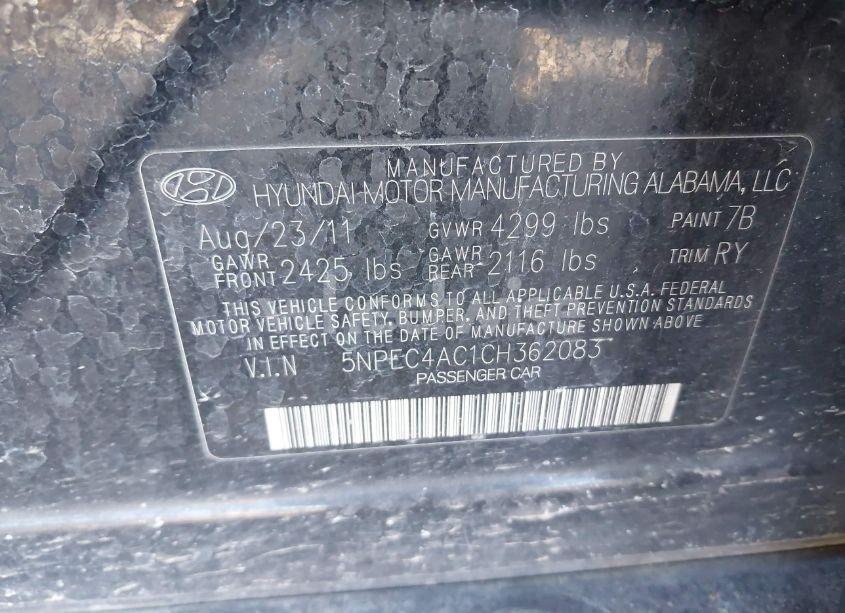 MANUFACTURED BY
HYUNDAI MOTOR MANUFACTURING ALABAMA, LLC
Aug/23/11 GVWR 4299 lbs PAINT 7B
GAWR FRONT 2425 lbs GAWR REAR 2116 lbs TRIM RY
THIS VEHICLE CONFORMS TO ALL APPLICABLE U.S.A. FEDERAL
MOTOR VEHICLE SAFETY, BUMPER, AND THEFT PREVENTION STANDARDS
IN EFFECT ON THE DATE OF MANUFACTURING SHOWN ABOVE
V.I.N 5NPEC4AC1CH362083
PASSENGER CAR